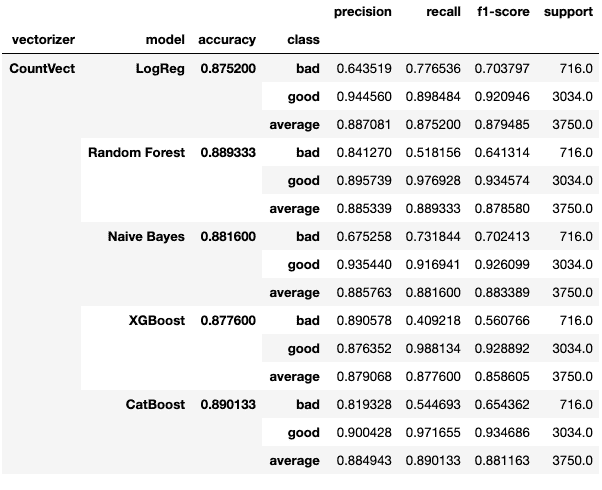 precision recall f1-score support
vectorizer model accuracy class
CountVect LogReg 0.875200 bad 0.643519 0.776536 0.703797 716.0
good 0.944560 0.898484 0.920946 3034.0
average 0.887081 0.875200 0.879485 3750.0
Random Forest 0.889333 bad 0.841270 0.518156 0.641314 716.0
good 0.895739 0.976928 0.934574 3034.0
average 0.885339 0.889333 0.878580 3750.0
Naive Bayes 0.881600 bad 0.675258 0.731844 0.702413 716.0
good 0.935440 0.916941 0.926099 3034.0
average 0.885763 0.881600 0.883389 3750.0
XGBoost 0.877600 bad 0.890578 0.409218 0.560766 716.0
good 0.876352 0.988134 0.928892 3034.0
average 0.879068 0.877600 0.858605 3750.0
CatBoost 0.890133 bad 0.819328 0.544693 0.654362 716.0
good 0.900428 0.971655 0.934686 3034.0
average 0.884943 0.890133 0.881163 3750.0